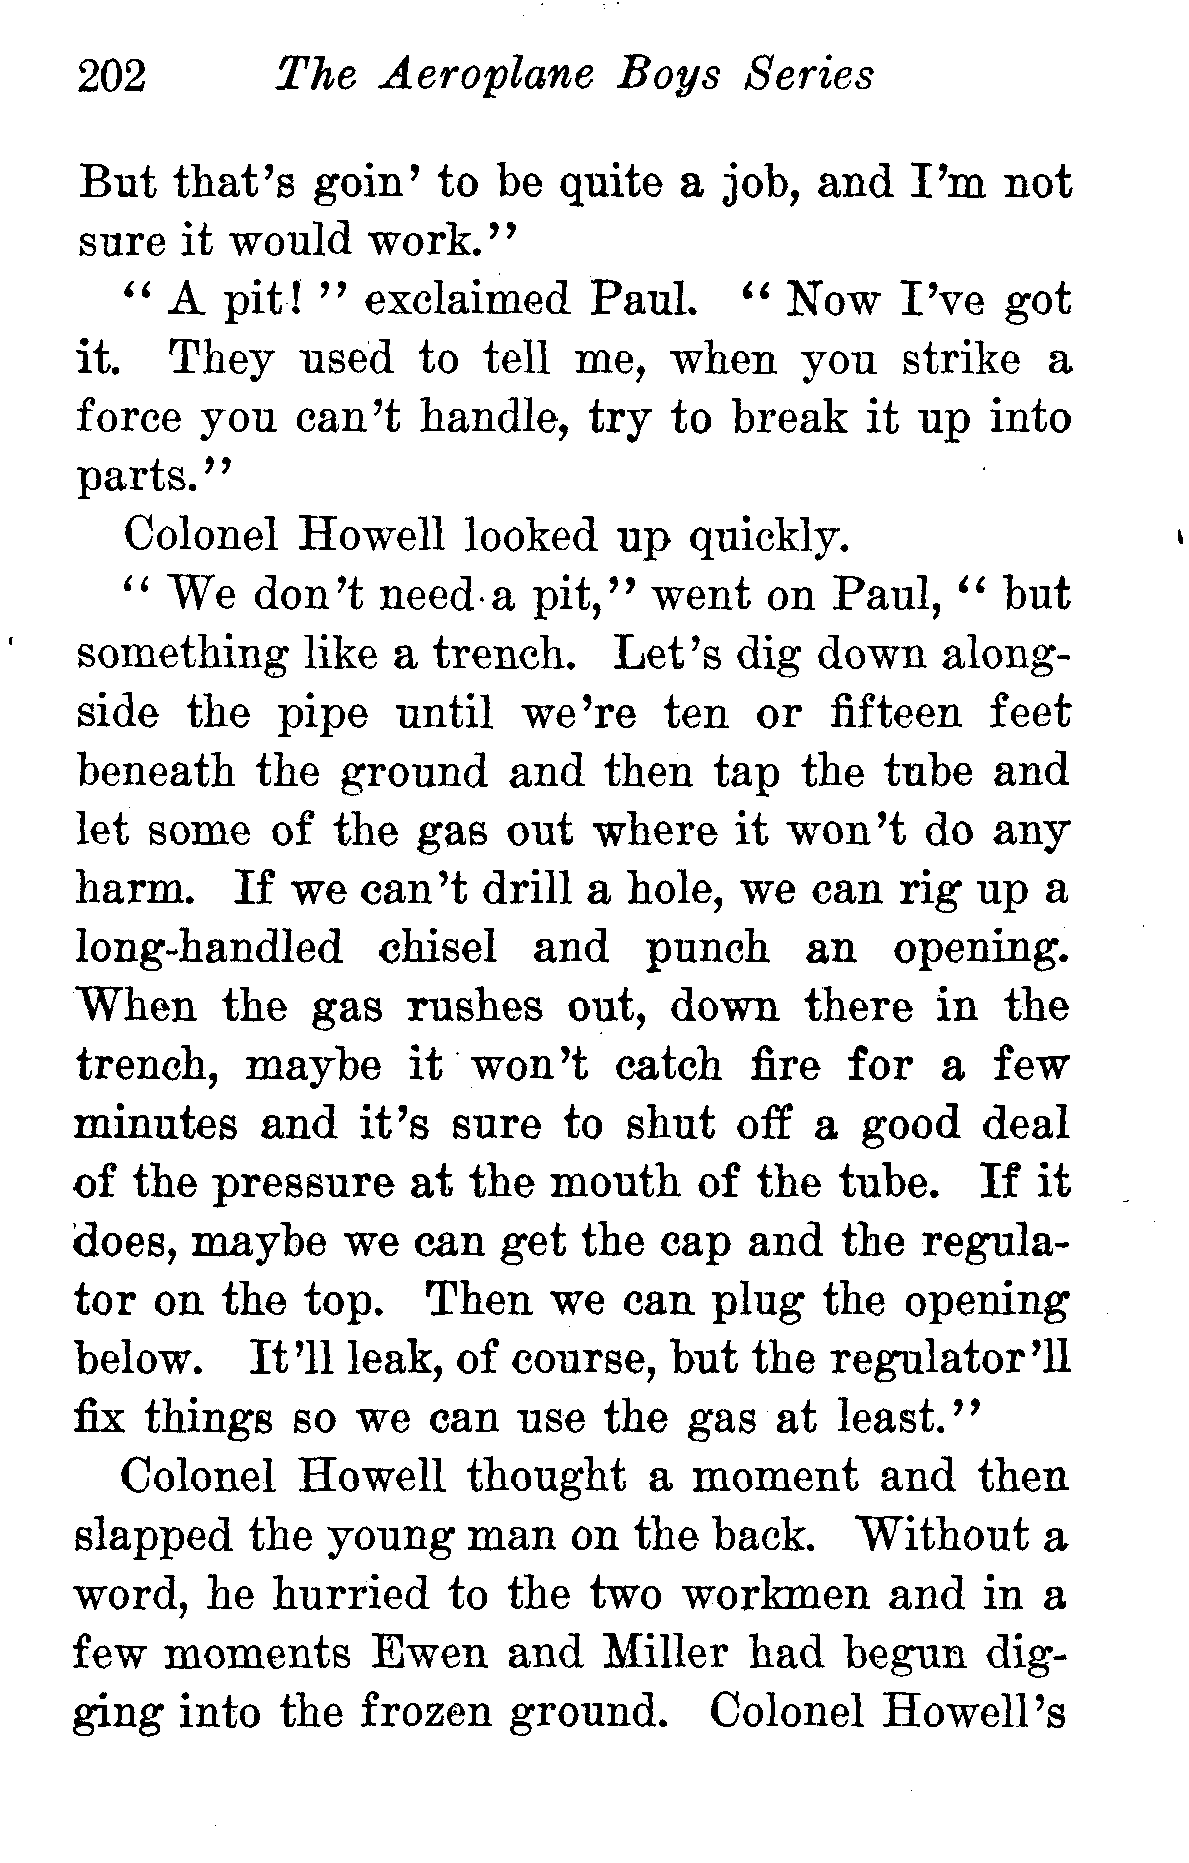 202 The Aeroplane Boys Series
But that's goin' to be quite a job, and I'm not
sure it would work."
" A pit! " exclaimed Paul. " Now I've got
it. They used to tell me, when you strike a
force you can't handle, try to break it up into
parts."
Colonel Howell looked up quickly.
" We don't need a pit," went on Paul, " but
something like a trench. Let's dig down along-
side the pipe until we're ten or fifteen feet
beneath the ground and then tap the tube and
let some of the gas out where it won't do any
harm. If we can't drill a hole, we can rig up a
long-handled chisel and punch an opening.
When the gas rushes out, down there in the
trench, maybe it won't catch fire for a few
minutes and it's sure to shut off a good deal
of the pressure at the mouth of the tube. If it
does, maybe we can get the cap and the regula-
tor on the top. Then we can plug the opening
below. It'll leak, of course, but the regulator'll
fix things so we can use the gas at least."
Colonel Howell thought a moment and then
slapped the young man on the back. Without a
word, he hurried to the two workmen and in a
few moments Ewen and Miller had begun dig-
ging into the frozen ground. Colonel Howell's